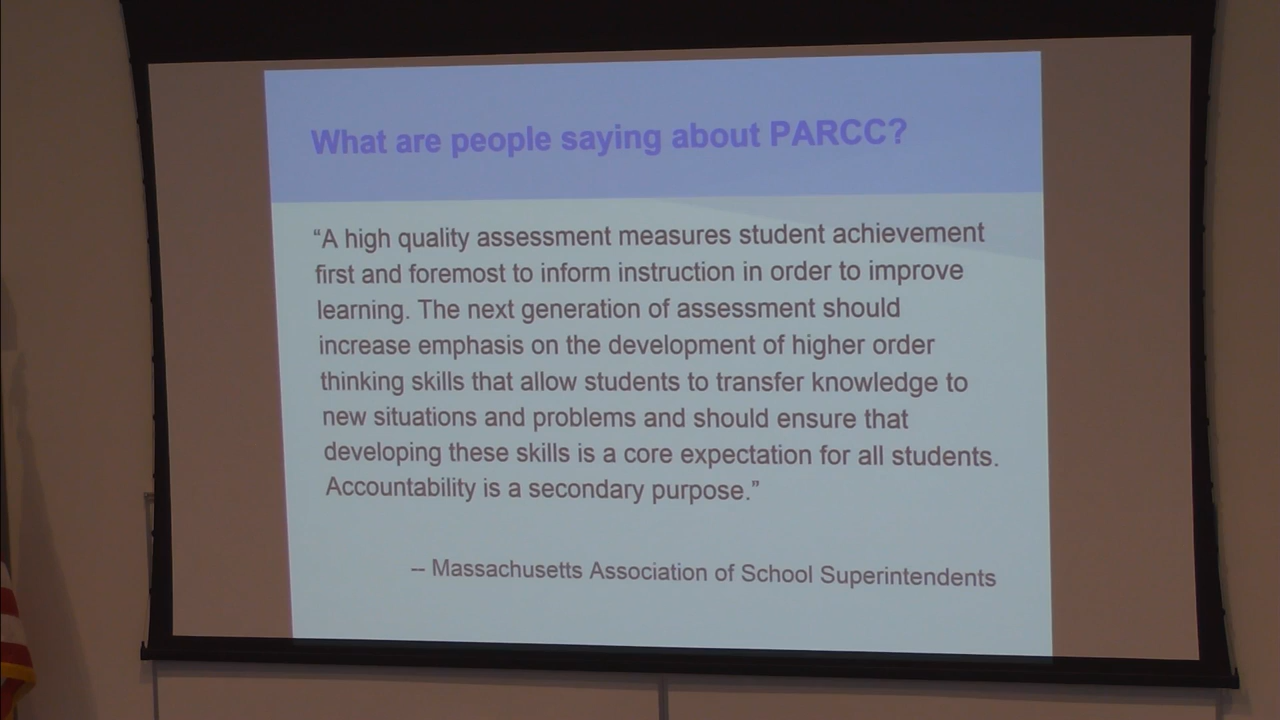 What are people saying about PARCC?
“A high quality assessment measures student achievement
first and foremost to inform instruction in order to improve
learning. The next generation of assessment should
increase emphasis on the development of higher order
thinking skills that allow students to transfer knowledge to
new situations and problems and should ensure that
developing these skills is a core expectation for all students.
Accountability is a secondary purpose.”
-- Massachusetts Association of School Superintendents